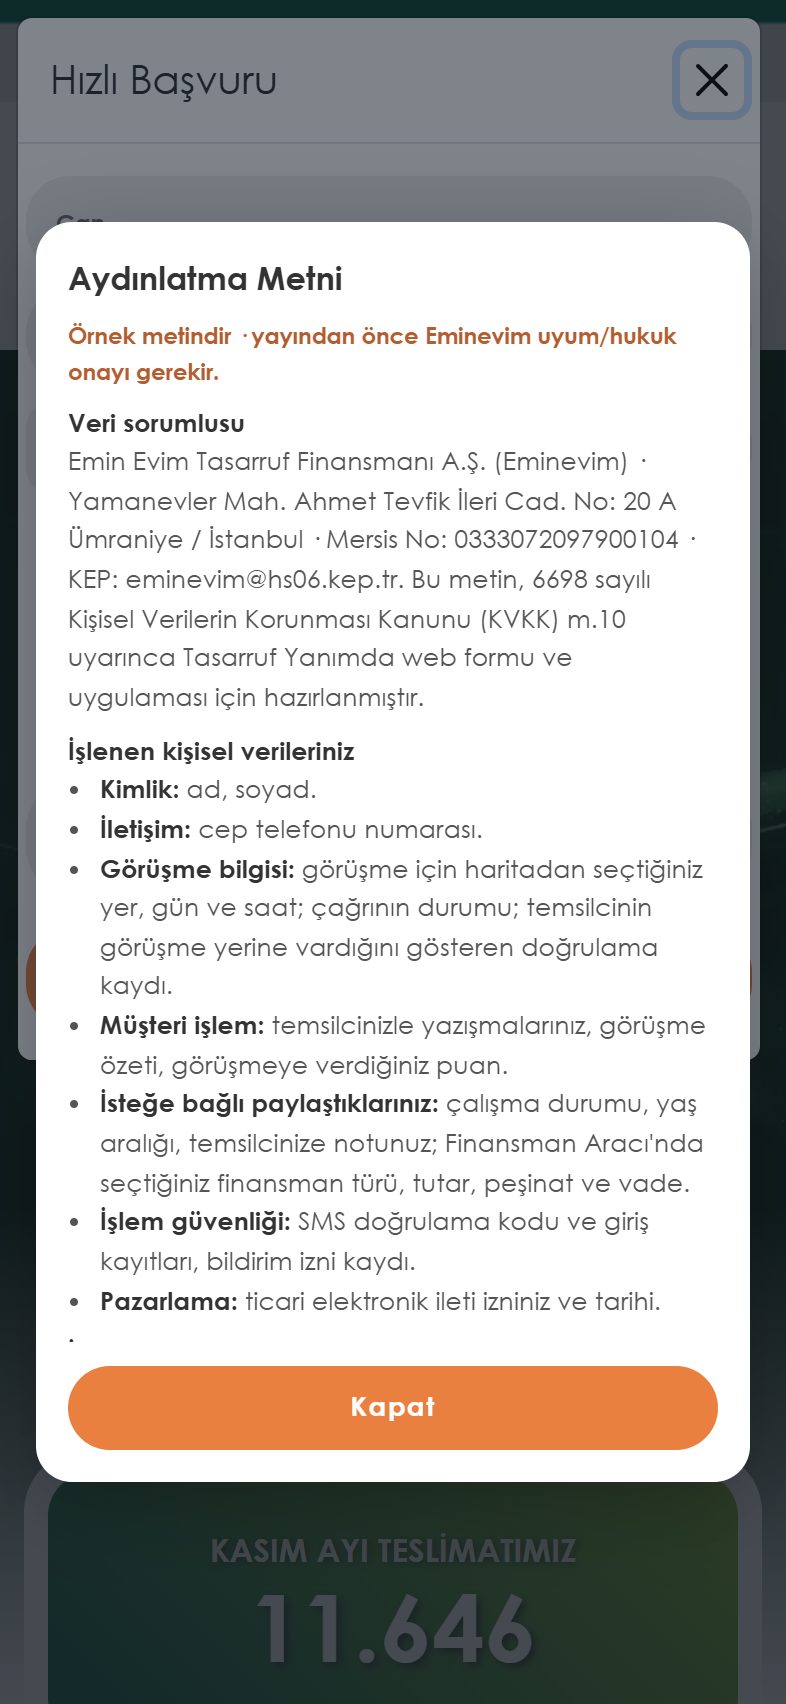 Hızlı Başvuru
Aydınlatma Metni
Örnek metindir · yayından önce Eminevim uyum/hukuk
onayı gerekir.
Veri sorumlusu
Emin Evim Tasarruf Finansmanı A.Ş. (Eminevim) ·
Yamanevler Mah. Ahmet Tevfik İleri Cad. No: 20 A
Ümraniye / İstanbul · Mersis No: 0333072097900104 ·
KEP: eminevim@hs06.kep.tr. Bu metin, 6698 sayılı
Kişisel Verilerin Korunması Kanunu (KVKK) m.10
uyarınca Tasarruf Yanımda web formu ve
uygulaması için hazırlanmıştır.
İşlenen kişisel verileriniz
• Kimlik: ad, soyad.
• İletişim: cep telefonu numarası.
• Görüşme bilgisi: görüşme için haritadan seçtiğiniz
yer, gün ve saat; çağrının durumu; temsilcinin
görüşme yerine vardığını gösteren doğrulama
kaydı.
• Müşteri işlem: temsilcinizle yazışmalarınız, görüşme
özeti, görüşmeye verdiğiniz puan.
• İsteğe bağlı paylaştıklarınız: çalışma durumu, yaş
aralığı, temsilcinize notunuz; Finansman Aracı'nda
seçtiğiniz finansman türü, tutar, peşinat ve vade.
• İşlem güvenliği: SMS doğrulama kodu ve giriş
kayıtları, bildirim izni kaydı.
• Pazarlama: ticari elektronik ileti izniniz ve tarihi.
Kapat
KASIM AYI TESLİMATIMIZ
11.646